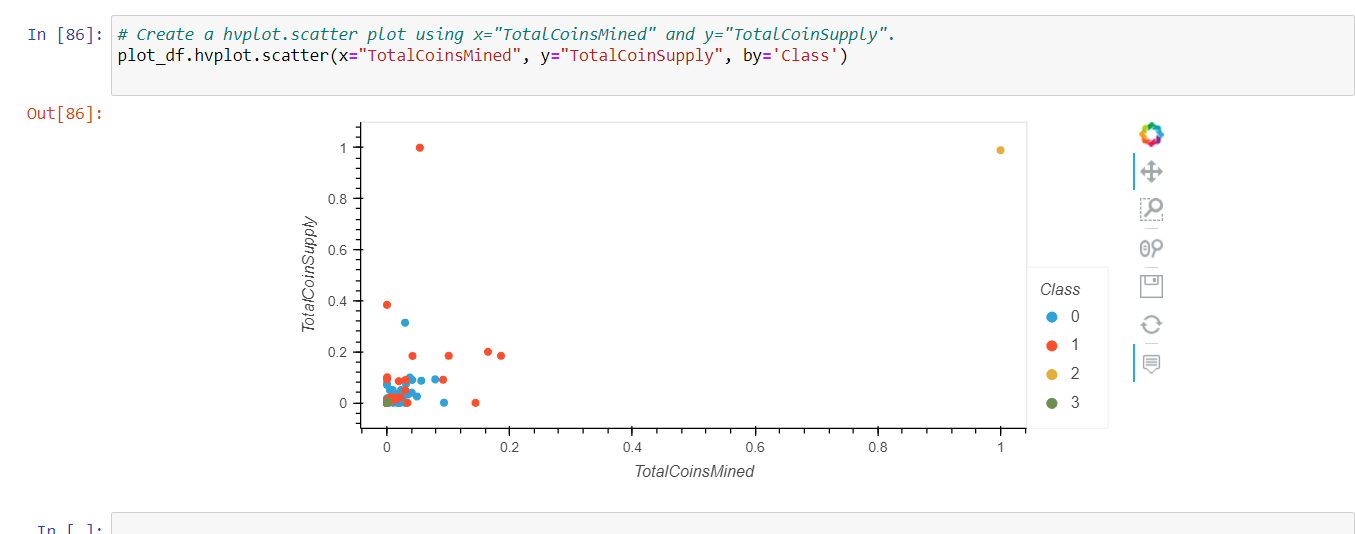 In [86]:
# Create a hvplot.scatter plot using x="TotalCoinsMined" and y="TotalCoinSupply".
plot_df.hvplot.scatter(x="TotalCoinsMined", y="TotalCoinSupply", by='Class')
Out[86]:
TotalCoinSupply
1
0.8
0.6
0.4
0.2
0
0 0.2 0.4 0.6 0.8 1
TotalCoinsMined
Class
0
1
2
3
In [ ]: